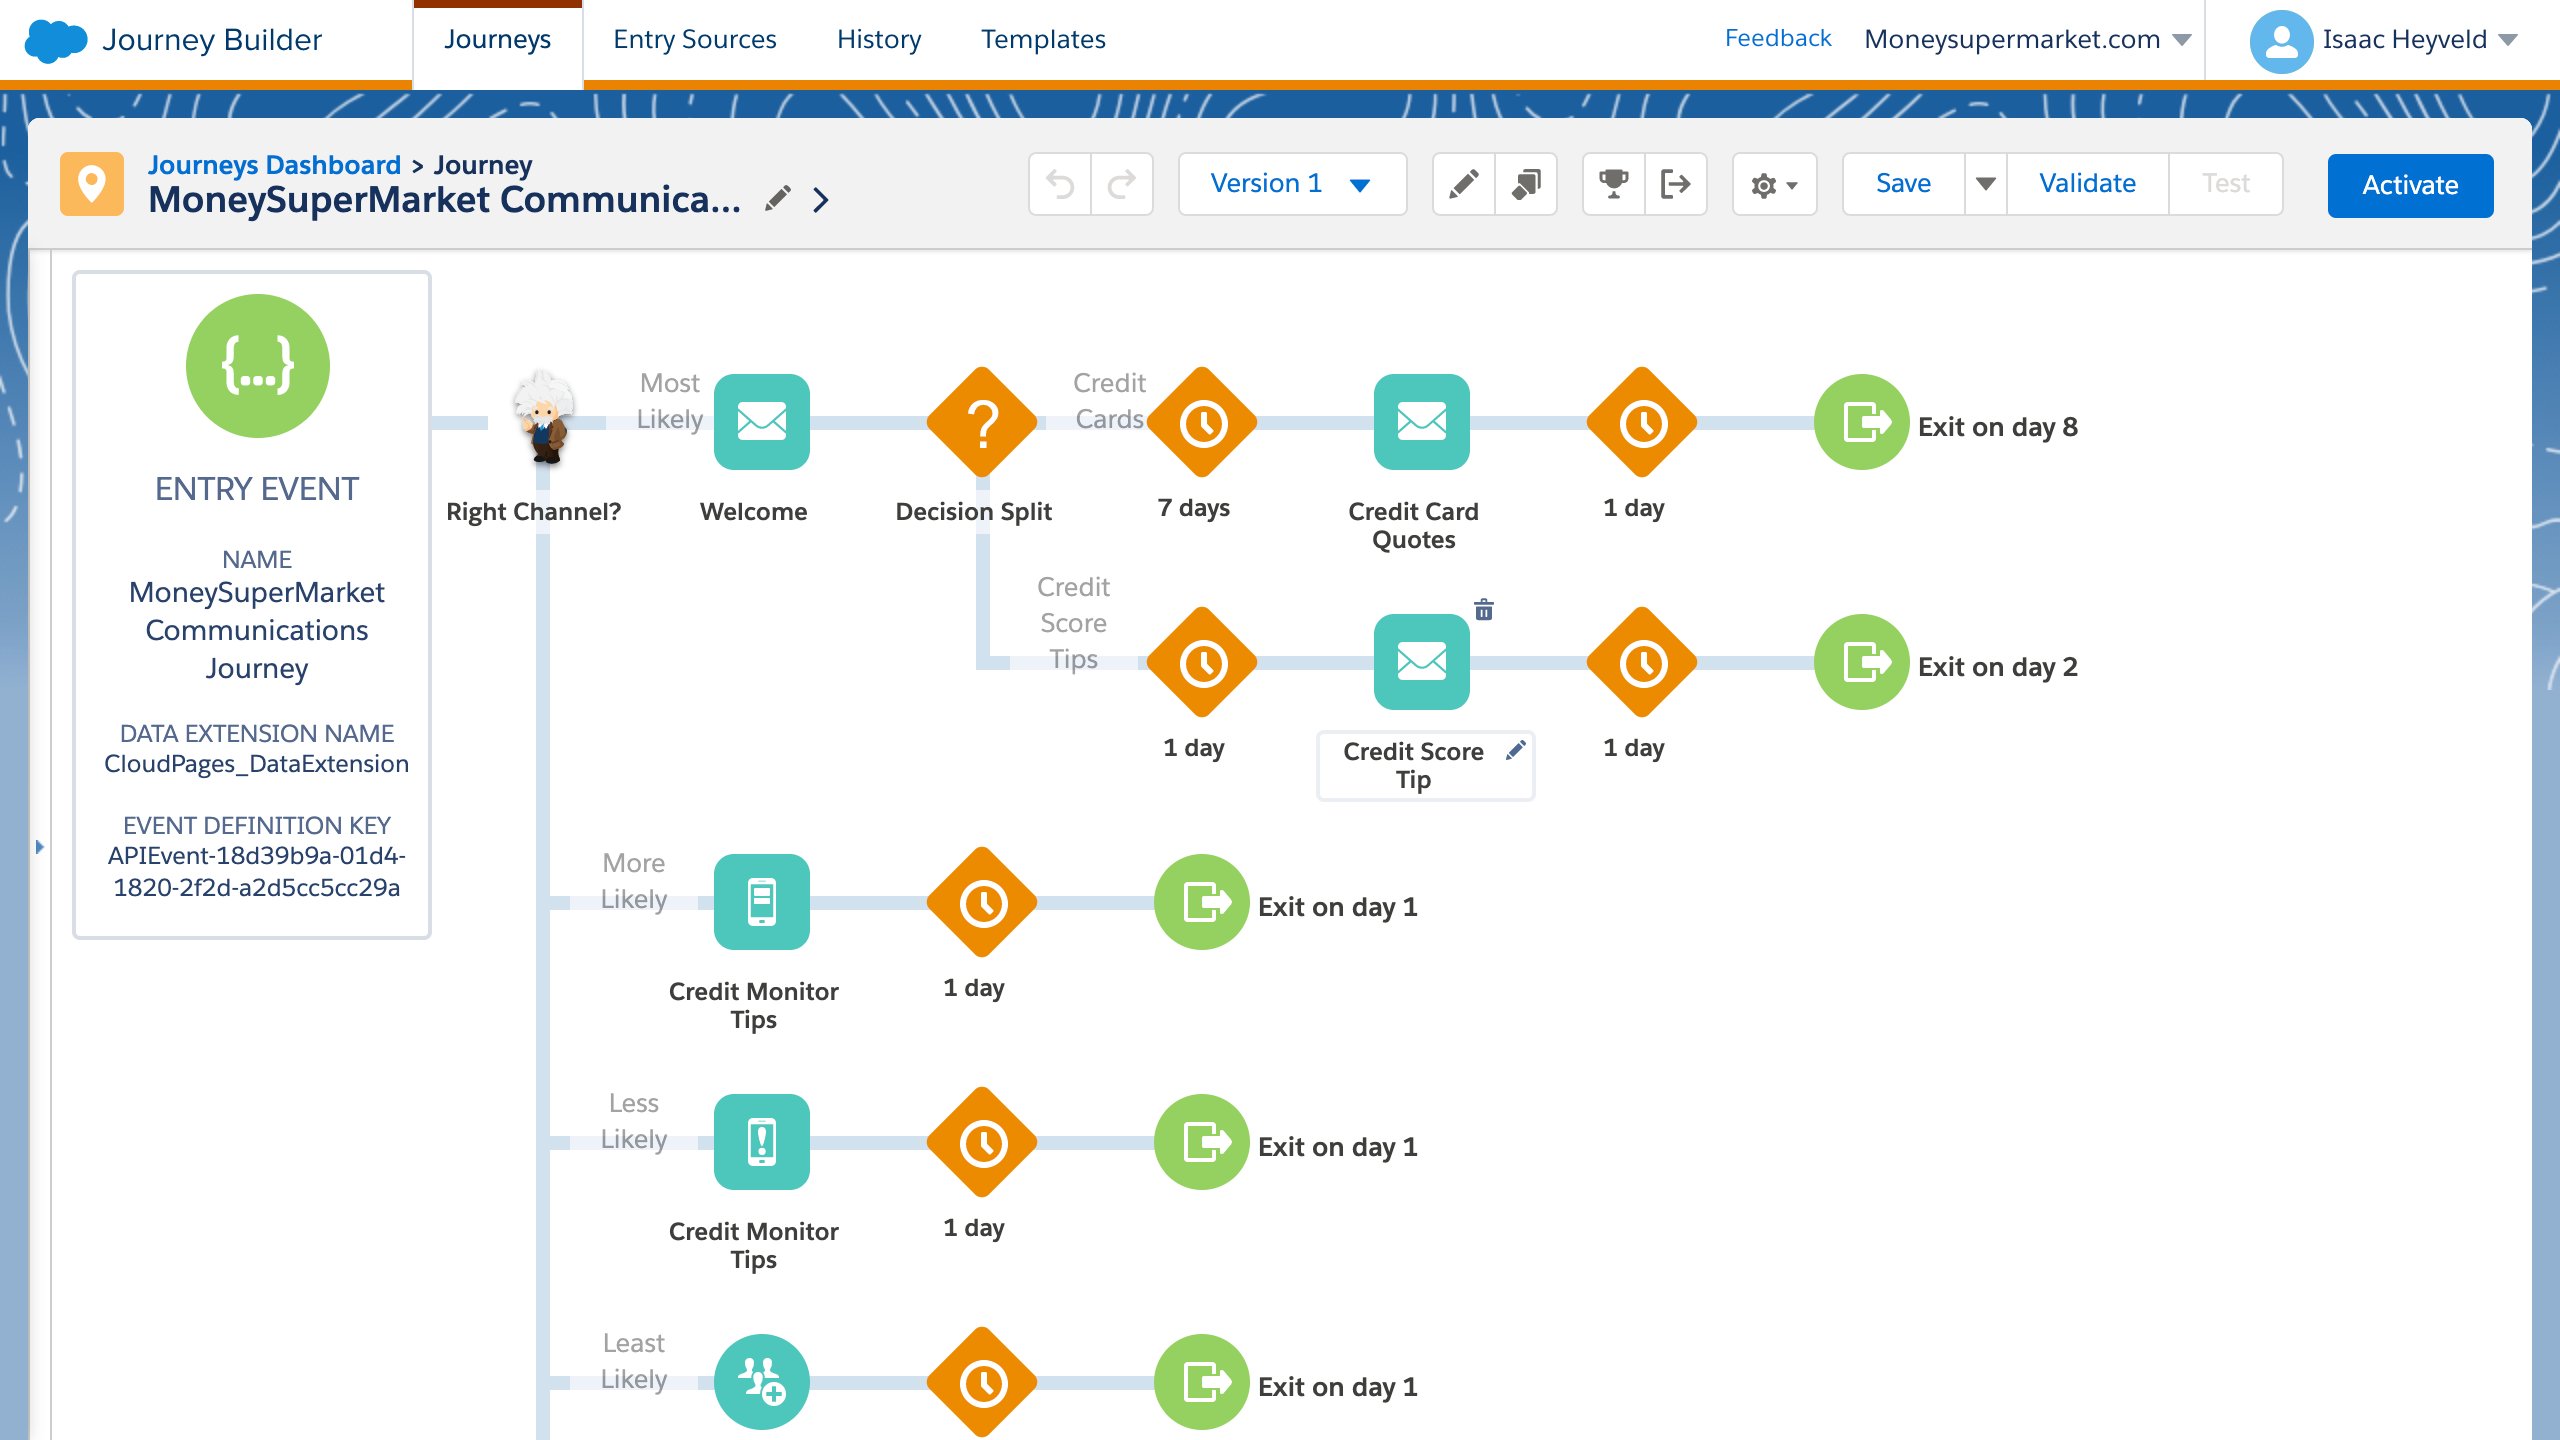 Journey Builder
Journeys
Entry Sources
History
Templates
Feedback
Moneysupermarket.com
Isaac Heyveld
Journeys Dashboard > Journey
MoneySuperMarket Communica...
Version 1
Save
Validate
Test
Activate
{...}
ENTRY EVENT
NAME
MoneySuperMarket
Communications
Journey
DATA EXTENSION NAME
CloudPages_DataExtension
EVENT DEFINITION KEY
APIEvent-18d39b9a-01d4-
1820-2f2d-a2d5cc5cc29a
Right Channel?
Most
Likely
Welcome
?
Decision Split
Credit
Cards
7 days
Credit Card
Quotes
1 day
Exit on day 8
Credit
Score
Tips
1 day
Credit Score
Tip
1 day
Exit on day 2
More
Likely
Credit Monitor
Tips
1 day
Exit on day 1
Less
Likely
Credit Monitor
Tips
1 day
Exit on day 1
Least
Likely
Exit on day 1